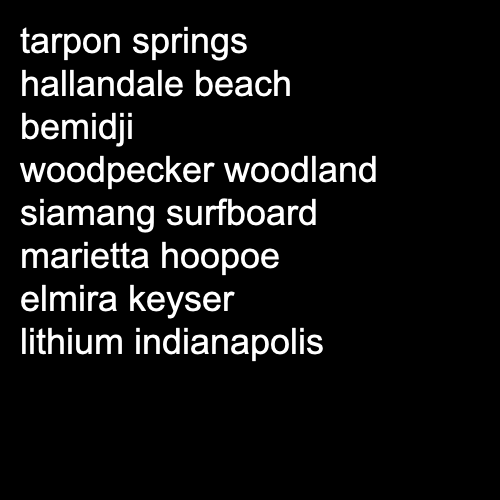 tarpon springs
hallandale beach
bemidji
woodpecker woodland
siamang surfboard
marietta hoopoe
elmira keyser
lithium indianapolis